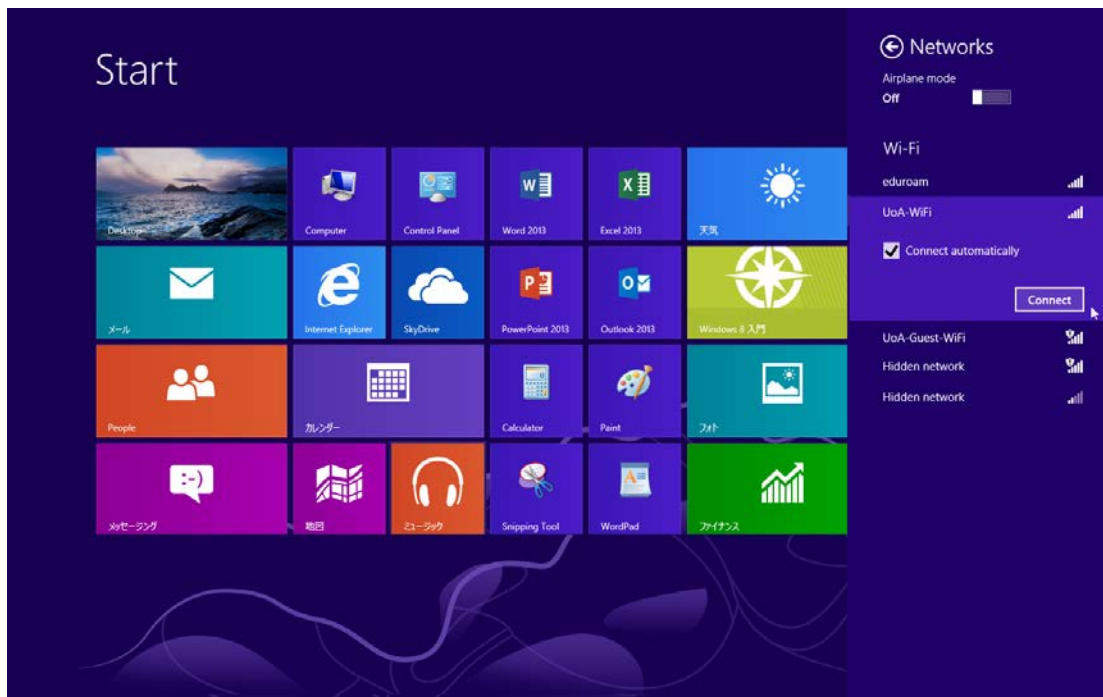 Start
Desktop
Computer
Control Panel
Word 2013
Excel 2013
天気
メール
Internet Explorer
SkyDrive
PowerPoint 2013
Outlook 2013
Windows 8 入門
People
カレンダー
Calculator
Paint
フォト
メッセージング
地図
ミュージック
Snipping Tool
WordPad
ファイナンス
Networks
Airplane mode
Off
Wi-Fi
eduroam
UoA-WiFi
Connect automatically
Connect
UoA-Guest-WiFi
Hidden network
Hidden network